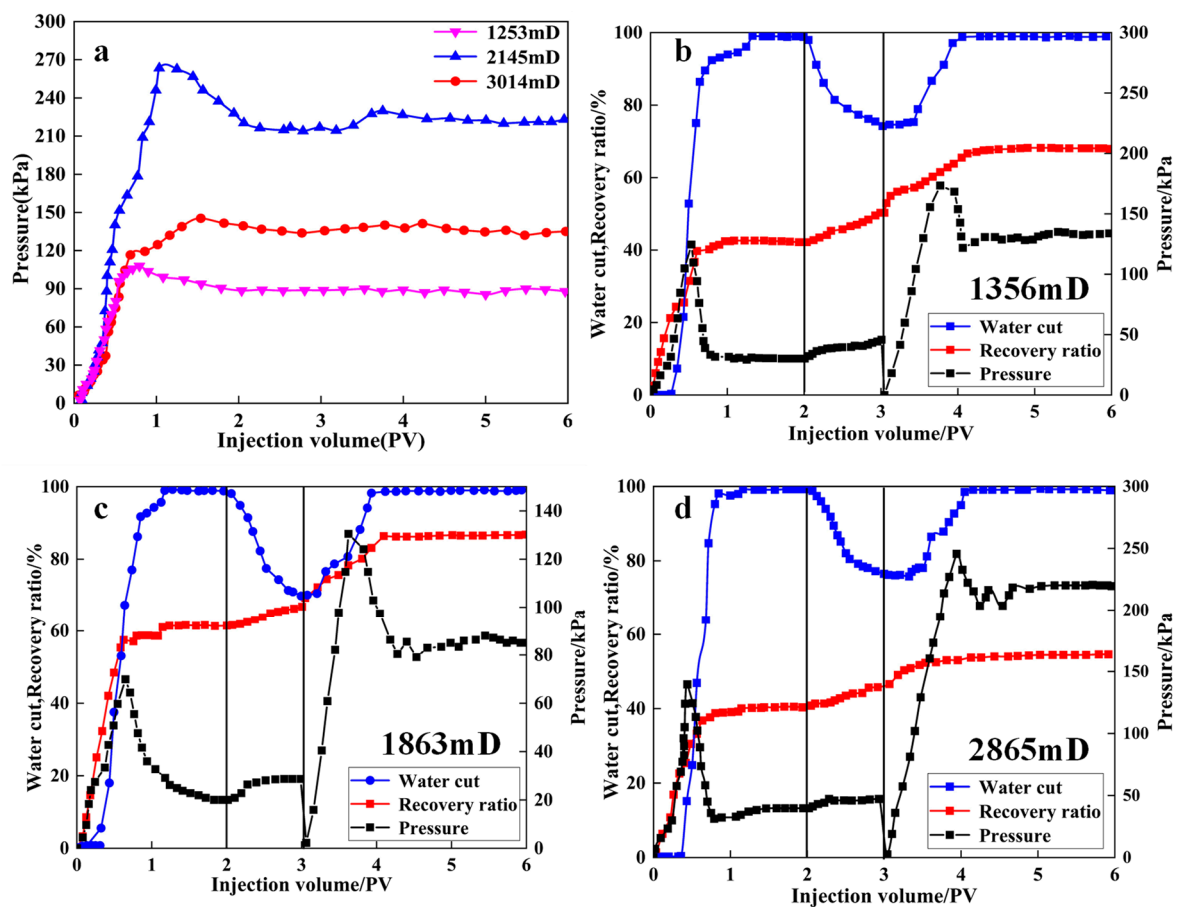 a
1253mD
2145mD
3014mD
Pressure(kPa)
300
270
240
210
180
150
120
90
60
30
0
0 1 2 3 4 5 6
Injection volume(PV)
b
Water cut,Recovery ratio/%
100
80
60
40
20
0
300
250
200
150
100
50
0
Pressure/kPa
1356mD
Water cut
Recovery ratio
Pressure
0 1 2 3 4 5 6
Injection volume/PV
c
Water cut,Recovery ratio/%
100
80
60
40
20
0
140
120
100
80
60
40
20
0
Pressure/kPa
1863mD
Water cut
Recovery ratio
Pressure
0 1 2 3 4 5 6
Injection volume/PV
d
Water cut,Recovery ratio/%
100
80
60
40
20
0
300
250
200
150
100
50
0
Pressure/kPa
2865mD
Water cut
Recovery ratio
Pressure
0 1 2 3 4 5 6
Injection volume/PV